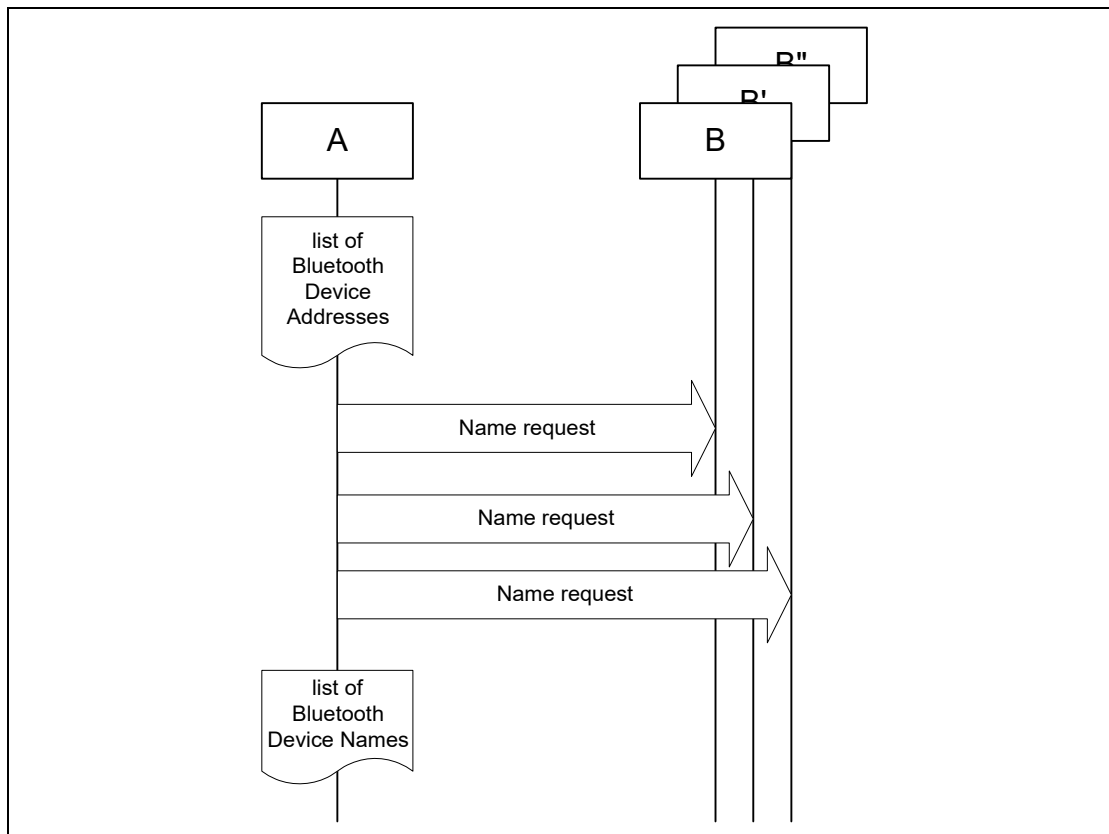 B"
B'
A
B
list of
Bluetooth
Device
Addresses
Name request
Name request
Name request
list of
Bluetooth
Device Names